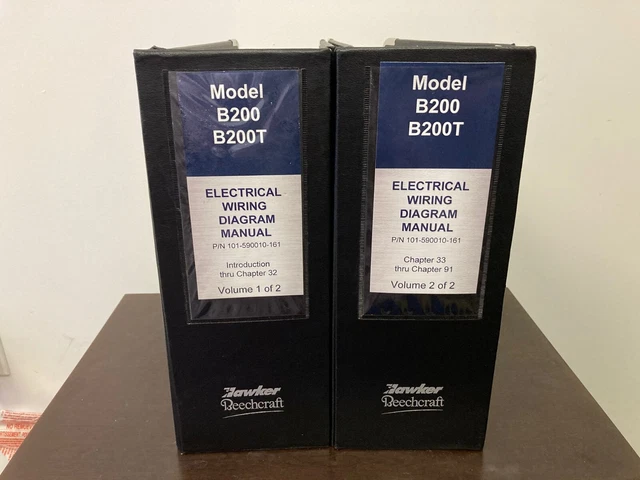 Model
B200
B200T
ELECTRICAL
WIRING
DIAGRAM
MANUAL
P/N 101-590010-161
Introduction
thru Chapter 32
Volume 1 of 2
Hawker
Beechcraft
Model
B200
B200T
ELECTRICAL
WIRING
DIAGRAM
MANUAL
P/N 101-590010-161
Chapter 33
thru Chapter 91
Volume 2 of 2
Hawker
Beechcraft